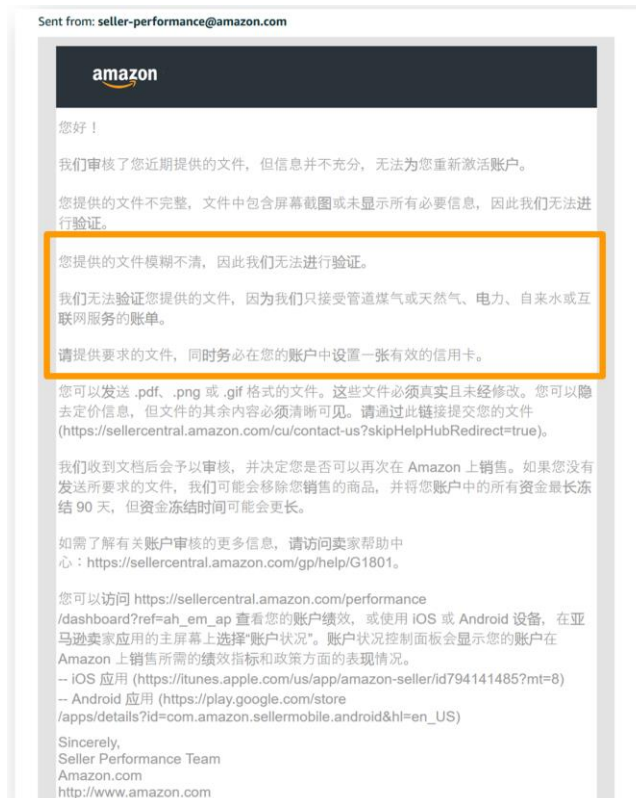 Sent from: seller-performance@amazon.com
amazon
您好！
我们审核了您近期提供的文件，但信息并不充分，无法为您重新激活账户。
您提供的文件不完整，文件中包含屏幕截图或未显示所有必要信息，因此我们无法进
行验证。
您提供的文件模糊不清，因此我们无法进行验证。
我们无法验证您提供的文件，因为我们只接受管道煤气或天然气、电力、自来水或互
联网服务的账单。
请提供要求的文件，同时务必在您的账户中设置一张有效的信用卡。
您可以发送 .pdf、.png 或 .gif 格式的文件。这些文件必须真实且未经修改。您可以隐
去定价信息，但文件的其余内容必须清晰可见。请通过此链接提交您的文件
(https://sellercentral.amazon.com/cu/contact-us?skipHelpHubRedirect=true)。
我们收到文档后会予以审核，并决定您是否可以再次在 Amazon 上销售。如果您没有
发送所要求的文件，我们可能会移除您销售的商品，并将您账户中的所有资金最长冻
结 90 天，但资金冻结时间可能会更长。
如需了解有关账户审核的更多信息，请访问卖家帮助中
心：https://sellercentral.amazon.com/gp/help/G1801。
您可以访问 https://sellercentral.amazon.com/performance
/dashboard?ref=ah_em_ap 查看您的账户绩效，或使用 iOS 或 Android 设备，在亚
马逊卖家应用的主屏幕上选择“账户状况”。账户状况控制面板会显示您的账户在
Amazon 上销售所需的绩效指标和政策方面的表现情况。
-- iOS 应用 (https://itunes.apple.com/us/app/amazon-seller/id794141485?mt=8)
-- Android 应用 (https://play.google.com/store
/apps/details?id=com.amazon.sellermobile.android&hl=en_US)
Sincerely,
Seller Performance Team
Amazon.com
http://www.amazon.com